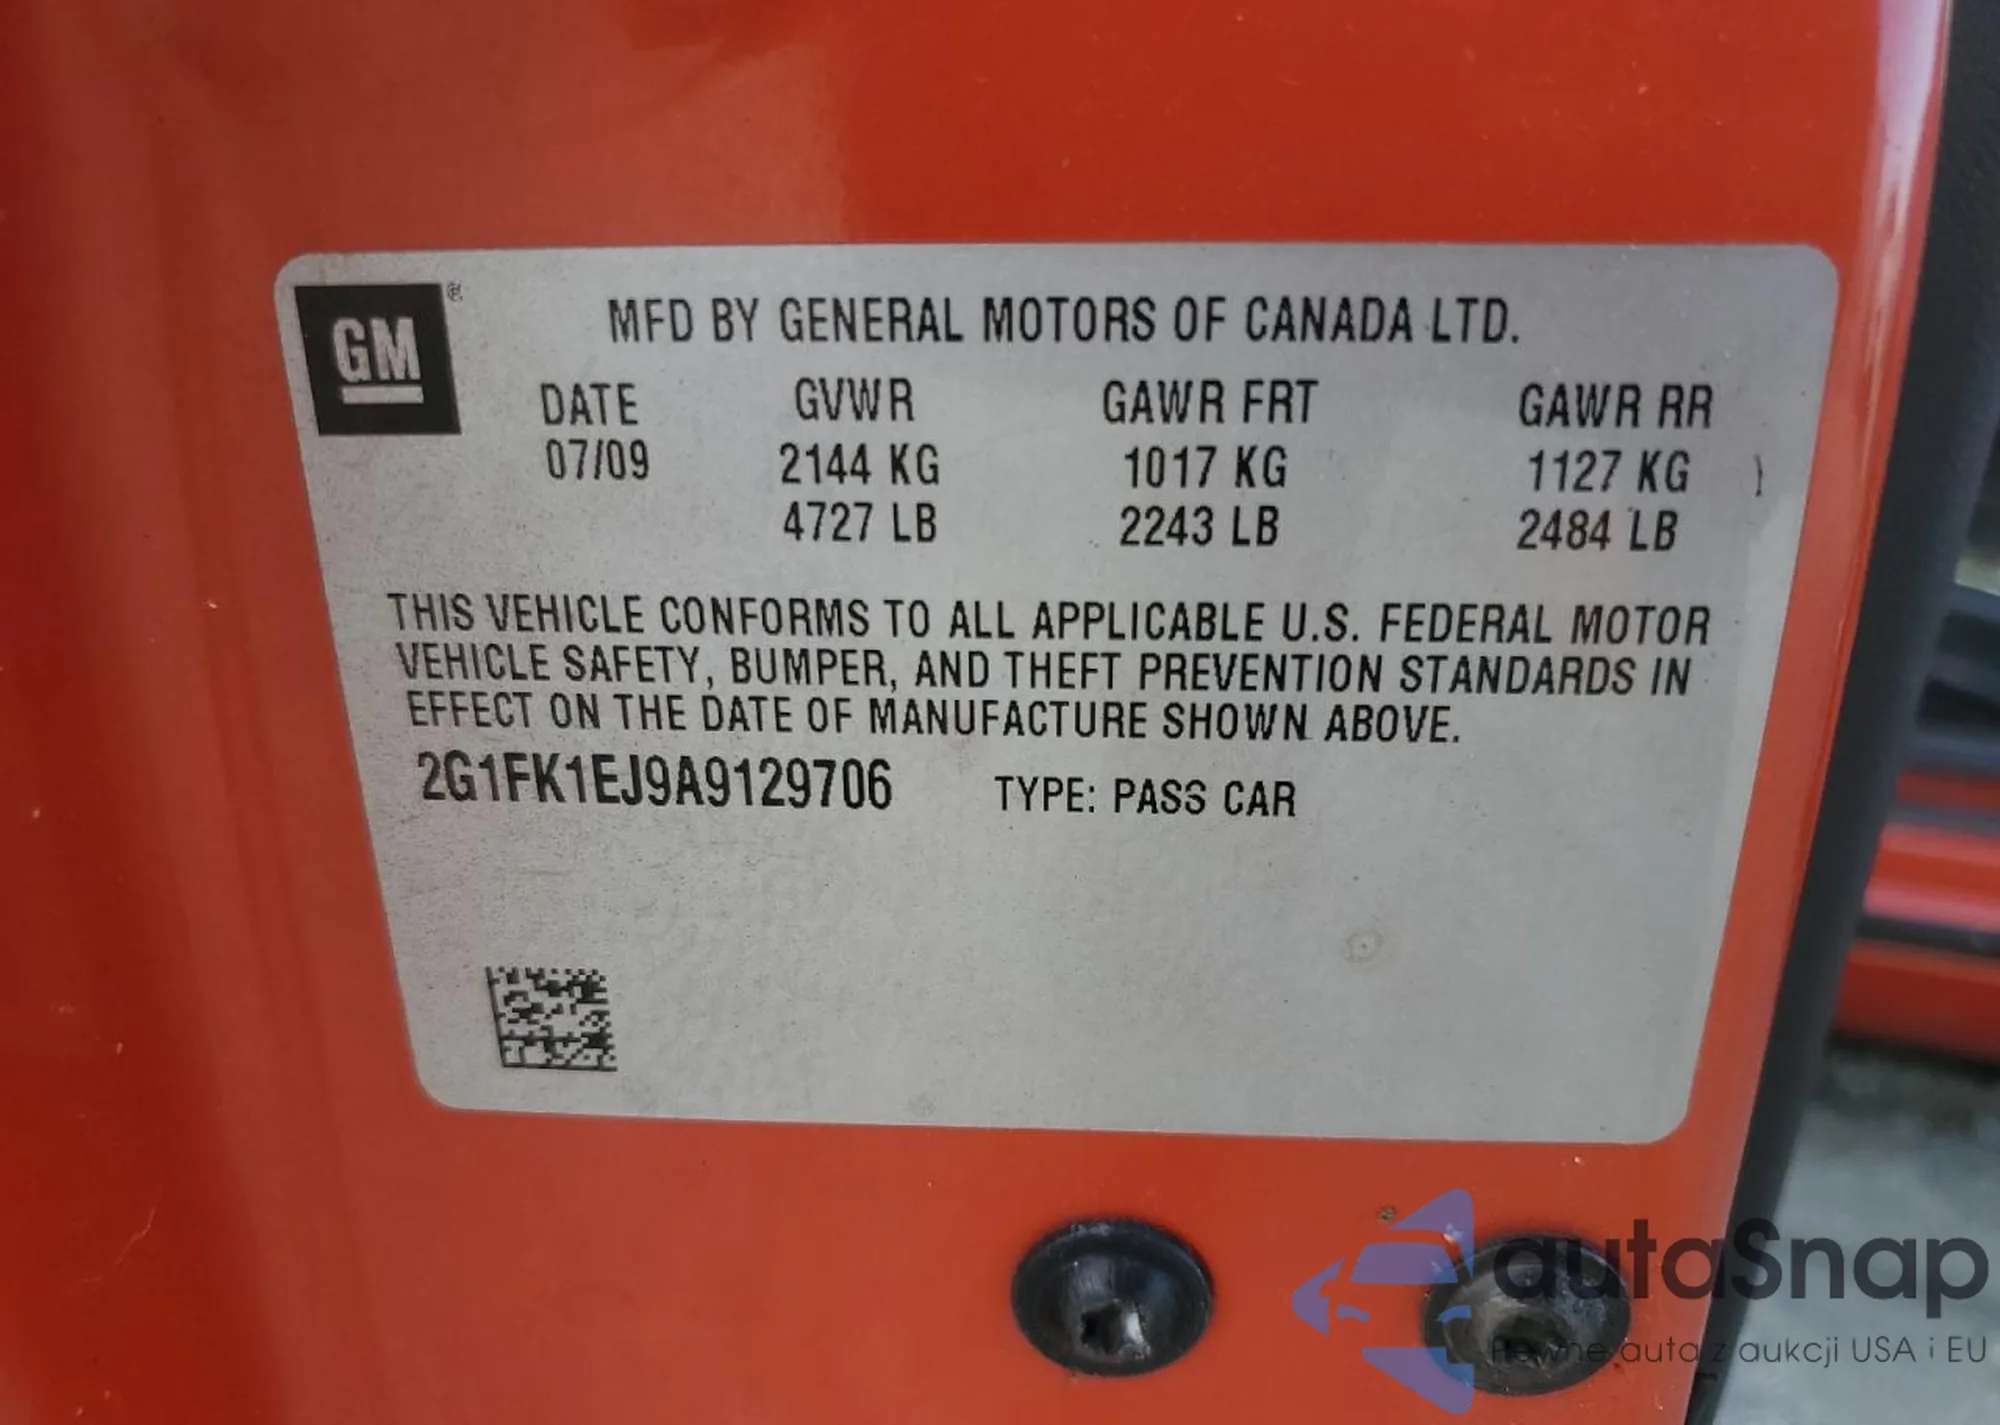 GM ®
MFD BY GENERAL MOTORS OF CANADA LTD.
DATE GVWR GAWR FRT GAWR RR
07/09 2144 KG 1017 KG 1127 KG
4727 LB 2243 LB 2484 LB
THIS VEHICLE CONFORMS TO ALL APPLICABLE U.S. FEDERAL MOTOR
VEHICLE SAFETY, BUMPER, AND THEFT PREVENTION STANDARDS IN
EFFECT ON THE DATE OF MANUFACTURE SHOWN ABOVE.
2G1FK1EJ9A9129706 TYPE: PASS CAR
autaSnap
Pewne auta z aukcji USA i EU